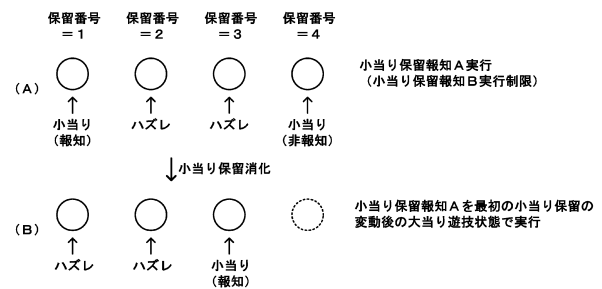 保留番号 保留番号 保留番号 保留番号
=1 =2 =3 =4
(A)
小当り保留報知A実行
(小当り保留報知B実行制限)
小当り ハズレ ハズレ 小当り
(報知) (非報知)
小当り保留消化
(B)
小当り保留報知Aを最初の小当り保留の
変動後の大当り遊技状態で実行
ハズレ ハズレ 小当り
(報知)